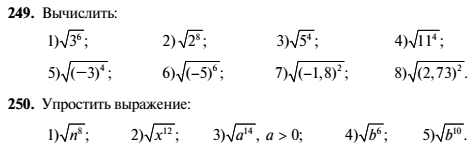 249. Вычислить:
1)√3⁶; 2)√2⁸; 3)√5⁴; 4)√11⁴;
5)√(−3)⁴; 6)√(−5)⁶; 7)√(−1,8)²; 8)√(2,73)².
250. Упростить выражение:
1)√n⁸; 2)√x¹²; 3)√a¹⁴, a > 0; 4)√b⁶; 5)√b¹⁰.